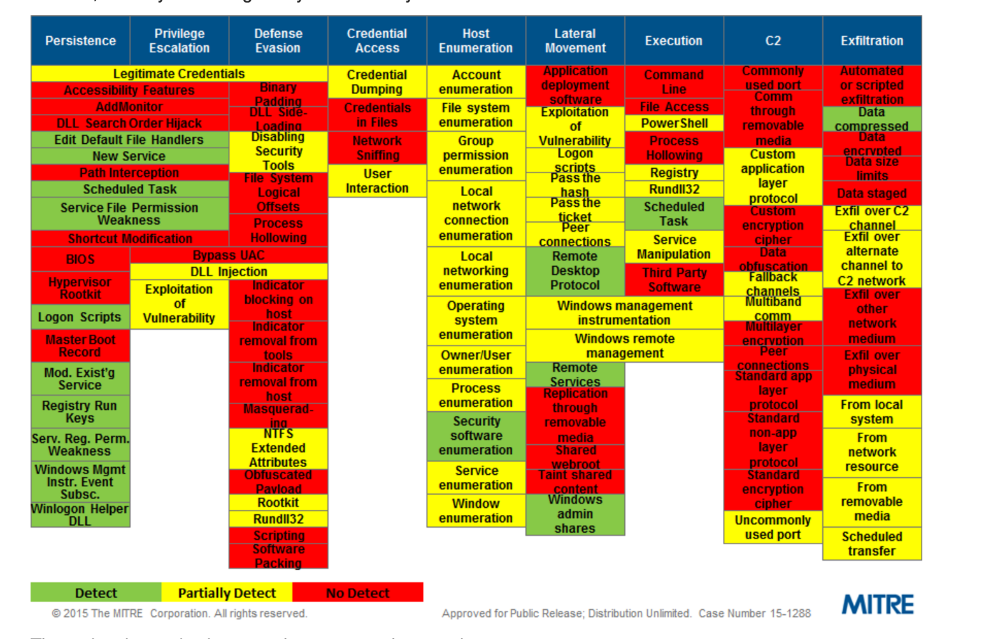 Persistence
Privilege
Escalation
Defense
Evasion
Credential
Access
Host
Enumeration
Lateral
Movement
Execution
C2
Exfiltration
Legitimate Credentials
Accessibility Features
AddMonitor
DLL Search Order Hijack
Edit Default File Handlers
New Service
Path Interception
Scheduled Task
Service File Permission
Weakness
Shortcut Modification
BIOS
Hypervisor
Rootkit
Logon Scripts
Master Boot
Record
Mod. Exist'g
Service
Registry Run
Keys
Serv. Reg. Perm.
Weakness
Windows Mgmt
Instr. Event
Subsc.
Winlogon Helper
DLL
Bypass UAC
DLL Injection
Exploitation
of
Vulnerability
Binary
Padding
DLL Side-
Loading
Disabling
Security
Tools
File System
Logical
Offsets
Process
Hollowing
Indicator
blocking on
host
Indicator
removal from
tools
Indicator
removal from
host
Masquerad-
ing
NTFS
Extended
Attributes
Obfuscated
Payload
Rootkit
Rundll32
Scripting
Software
Packing
Credential
Dumping
Credentials
in Files
Network
Sniffing
User
Interaction
Account
enumeration
File system
enumeration
Group
permission
enumeration
Local
network
connection
enumeration
Local
networking
enumeration
Operating
system
enumeration
Owner/User
enumeration
Process
enumeration
Security
software
enumeration
Service
enumeration
Window
enumeration
Application
deployment
software
Exploitation
of
Vulnerability
Logon
scripts
Pass the
hash
Pass the
ticket
Peer
connections
Remote
Desktop
Protocol
Windows management
instrumentation
Windows remote
management
Remote
Services
Replication
through
removable
media
Shared
webroot
Taint shared
content
Windows
admin
shares
Command
Line
File Access
PowerShell
Process
Hollowing
Registry
Rundll32
Scheduled
Task
Service
Manipulation
Third Party
Software
Commonly
used port
Comm
through
removable
media
Custom
application
layer
protocol
Custom
encryption
cipher
Data
obfuscation
Fallback
channels
Multiband
comm
Multilayer
encryption
Peer
connections
Standard app
layer
protocol
Standard
non-app
layer
protocol
Standard
encryption
cipher
Uncommonly
used port
Automated
or scripted
exfiltration
Data
compressed
Data
encrypted
Data size
limits
Data staged
Exfil over C2
channel
Exfil over
alternate
channel to
C2 network
Exfil over
other
network
medium
Exfil over
physical
medium
From local
system
From
network
resource
From
removable
media
Scheduled
transfer
Detect
Partially Detect
No Detect
© 2015 The MITRE Corporation. All rights reserved.
Approved for Public Release; Distribution Unlimited. Case Number 15-1288
MITRE